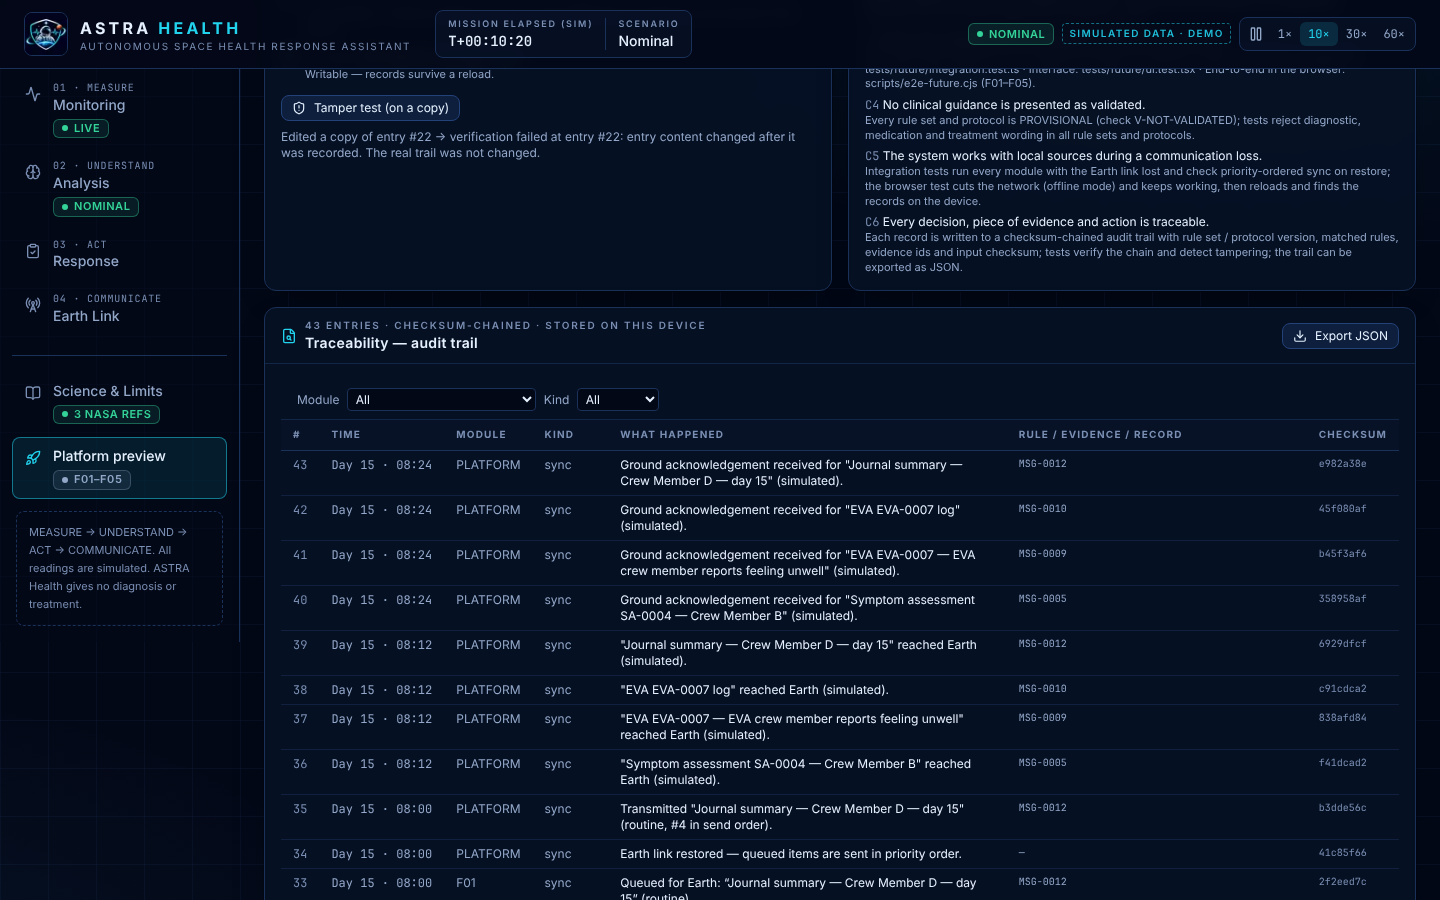 ASTRA HEALTH
AUTONOMOUS SPACE HEALTH RESPONSE ASSISTANT
MISSION ELAPSED (SIM)
T+00:10:20
SCENARIO
Nominal
NOMINAL
SIMULATED DATA · DEMO
1×
10×
30×
60×
01 · MEASURE
Monitoring
LIVE
02 · UNDERSTAND
Analysis
NOMINAL
03 · ACT
Response
04 · COMMUNICATE
Earth Link
Science & Limits
3 NASA REFS
Platform preview
F01–F05
MEASURE → UNDERSTAND →
ACT → COMMUNICATE. All
readings are simulated. ASTRA
Health gives no diagnosis or
treatment.
Writable — records survive a reload.
Tamper test (on a copy)
Edited a copy of entry #22 → verification failed at entry #22: entry content changed after it
was recorded. The real trail was not changed.
tests/future/integration.test.ts · Interface: tests/future/ui.test.tsx · End-to-end in the browser:
scripts/e2e-future.cjs (F01–F05).
C4 No clinical guidance is presented as validated.
Every rule set and protocol is PROVISIONAL (check V-NOT-VALIDATED); tests reject diagnostic,
medication and treatment wording in all rule sets and protocols.
C5 The system works with local sources during a communication loss.
Integration tests run every module with the Earth link lost and check priority-ordered sync on restore;
the browser test cuts the network (offline mode) and keeps working, then reloads and finds the
records on the device.
C6 Every decision, piece of evidence and action is traceable.
Each record is written to a checksum-chained audit trail with rule set / protocol version, matched rules,
evidence ids and input checksum; tests verify the chain and detect tampering; the trail can be
exported as JSON.
43 ENTRIES · CHECKSUM-CHAINED · STORED ON THIS DEVICE
Traceability — audit trail
Export JSON
Module All Kind All
# TIME MODULE KIND WHAT HAPPENED RULE / EVIDENCE / RECORD CHECKSUM
43 Day 15 · 08:24 PLATFORM sync Ground acknowledgement received for "Journal summary — MSG-0012 e982a38e
Crew Member D — day 15" (simulated).
42 Day 15 · 08:24 PLATFORM sync Ground acknowledgement received for "EVA EVA-0007 log" MSG-0010 45f080af
(simulated).
41 Day 15 · 08:24 PLATFORM sync Ground acknowledgement received for "EVA EVA-0007 — EVA MSG-0009 b45f3af6
crew member reports feeling unwell" (simulated).
40 Day 15 · 08:24 PLATFORM sync Ground acknowledgement received for "Symptom assessment MSG-0005 358958af
SA-0004 — Crew Member B" (simulated).
39 Day 15 · 08:12 PLATFORM sync "Journal summary — Crew Member D — day 15" reached Earth MSG-0012 6929dfcf
(simulated).
38 Day 15 · 08:12 PLATFORM sync "EVA EVA-0007 log" reached Earth (simulated). MSG-0010 c91cdca2
37 Day 15 · 08:12 PLATFORM sync "EVA EVA-0007 — EVA crew member reports feeling unwell" MSG-0009 838afd84
reached Earth (simulated).
36 Day 15 · 08:12 PLATFORM sync "Symptom assessment SA-0004 — Crew Member B" reached MSG-0005 f41dcad2
Earth (simulated).
35 Day 15 · 08:00 PLATFORM sync Transmitted "Journal summary — Crew Member D — day 15" MSG-0012 b3dde56c
(routine, #4 in send order).
34 Day 15 · 08:00 PLATFORM sync Earth link restored — queued items are sent in priority order. — 41c85f66
33 Day 15 · 08:00 F01 sync Queued for Earth: “Journal summary — Crew Member D — day MSG-0012 2f2eed7c
15” (routine).